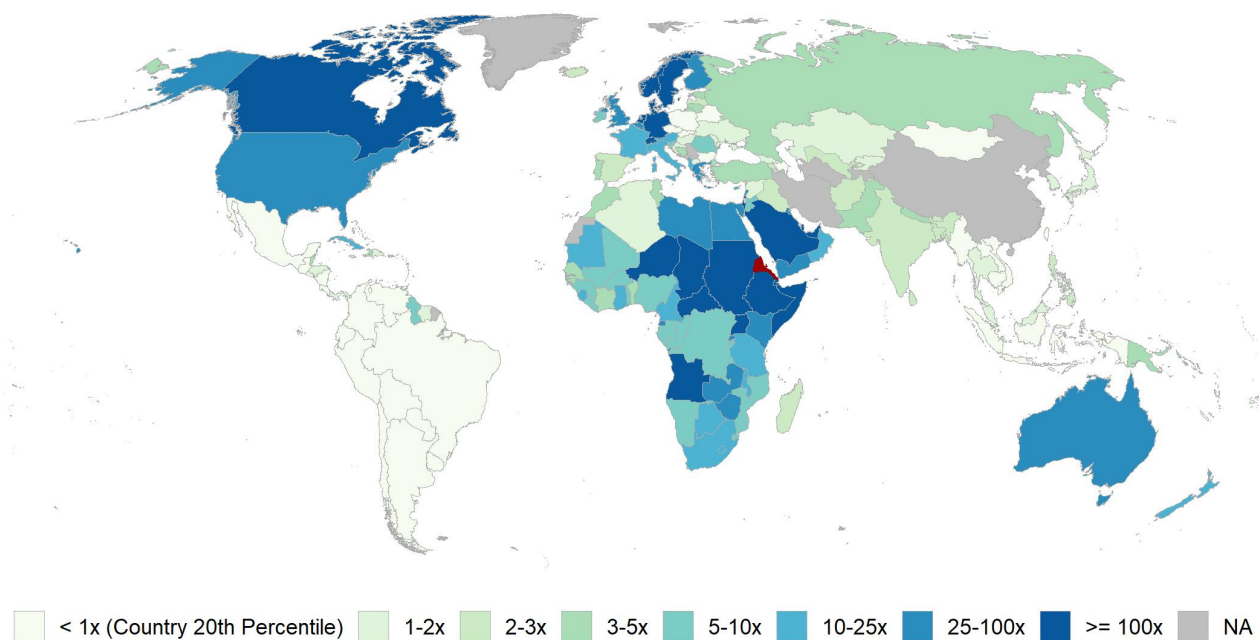 < 1x (Country 20th Percentile) 1-2x 2-3x 3-5x 5-10x 10-25x 25-100x >= 100x NA